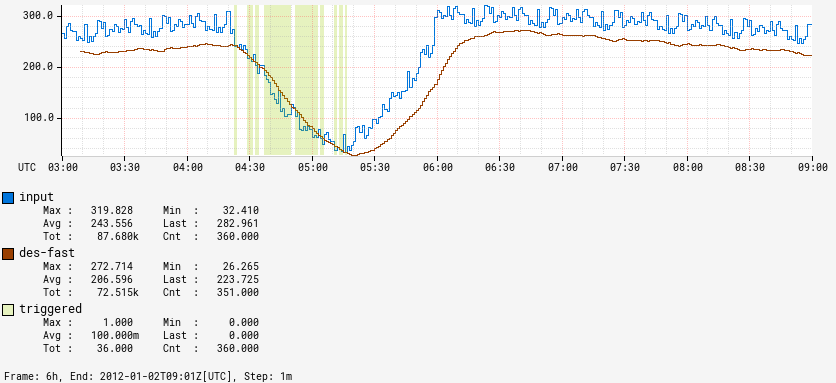 300.0
200.0
100.0
UTC 03:00 03:30 04:00 04:30 05:00 05:30 06:00 06:30 07:00 07:30 08:00 08:30 09:00
input
Max : 319.828 Min : 32.410
Avg : 243.556 Last : 282.961
Tot : 87.680k Cnt : 360.000
des-fast
Max : 272.714 Min : 26.265
Avg : 206.596 Last : 223.725
Tot : 72.515k Cnt : 351.000
triggered
Max : 1.000 Min : 0.000
Avg : 100.000m Last : 0.000
Tot : 36.000 Cnt : 360.000
Frame: 6h, End: 2012-01-02T09:01Z[UTC], Step: 1m